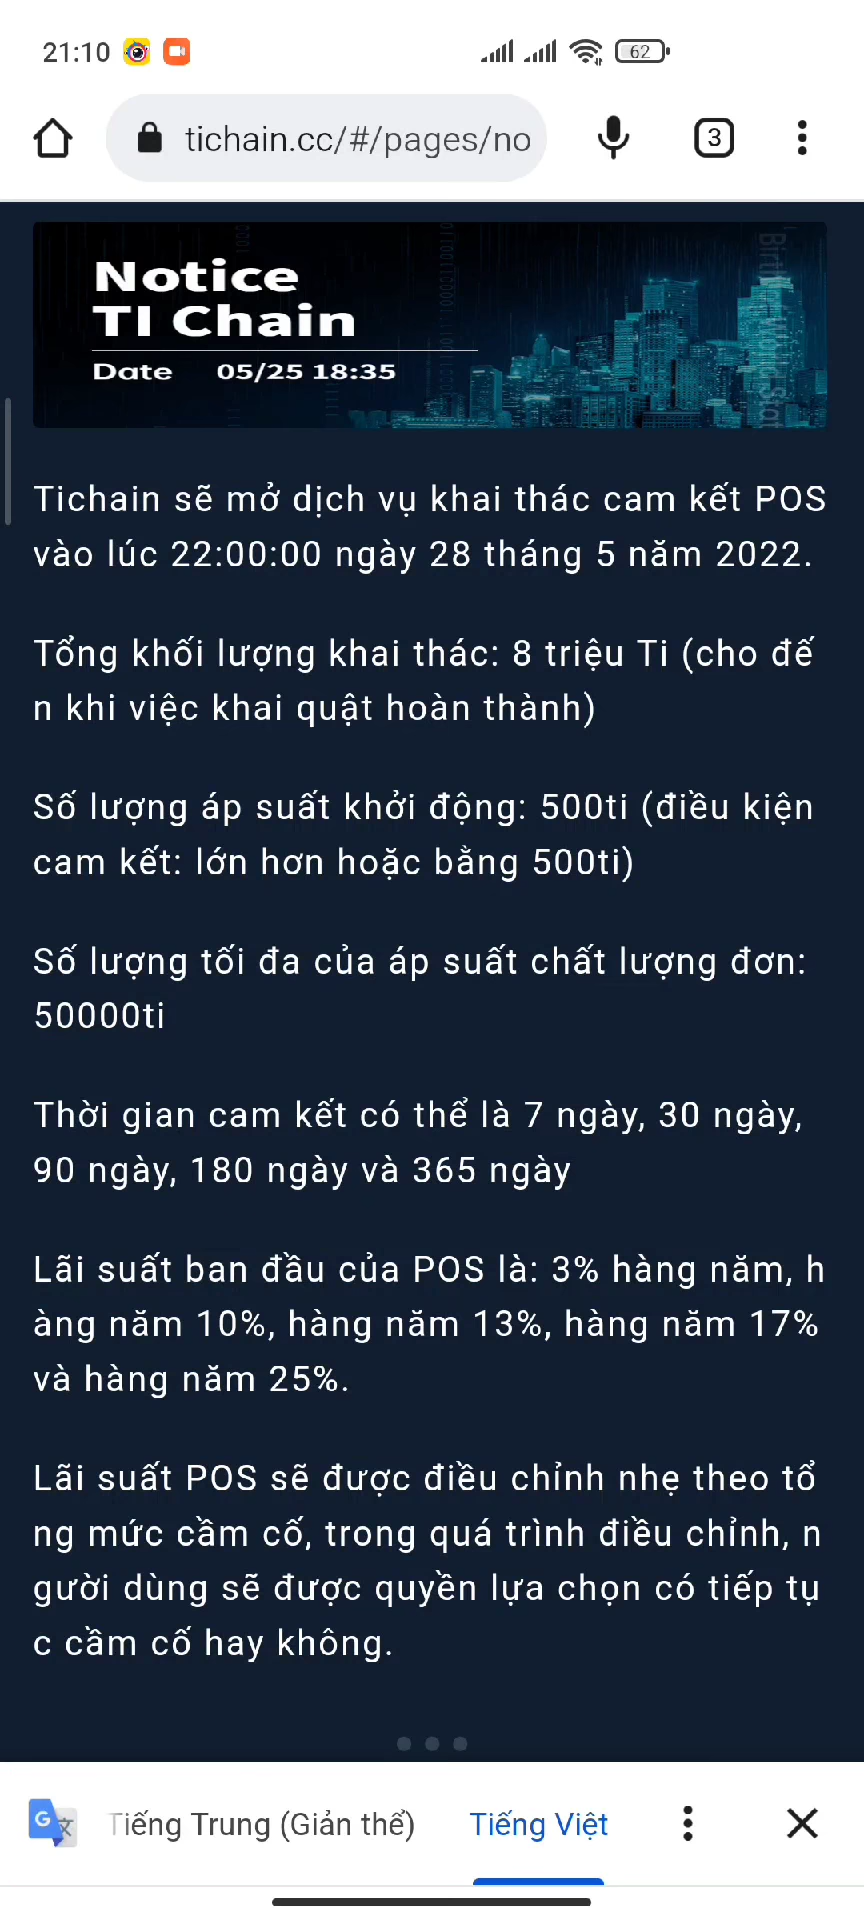 21:10
62
tichain.cc/#/pages/no
3
Notice
TI Chain
Date 05/25 18:35
Tichain sẽ mở dịch vụ khai thác cam kết POS
vào lúc 22:00:00 ngày 28 tháng 5 năm 2022.
Tổng khối lượng khai thác: 8 triệu Ti (cho đế
n khi việc khai quật hoàn thành)
Số lượng áp suất khởi động: 500ti (điều kiện
cam kết: lớn hơn hoặc bằng 500ti)
Số lượng tối đa của áp suất chất lượng đơn:
50000ti
Thời gian cam kết có thể là 7 ngày, 30 ngày,
90 ngày, 180 ngày và 365 ngày
Lãi suất ban đầu của POS là: 3% hàng năm, h
àng năm 10%, hàng năm 13%, hàng năm 17%
và hàng năm 25%.
Lãi suất POS sẽ được điều chỉnh nhẹ theo tổ
ng mức cầm cố, trong quá trình điều chỉnh, n
gười dùng sẽ được quyền lựa chọn có tiếp tụ
c cầm cố hay không.
Tiếng Trung (Giản thể) Tiếng Việt